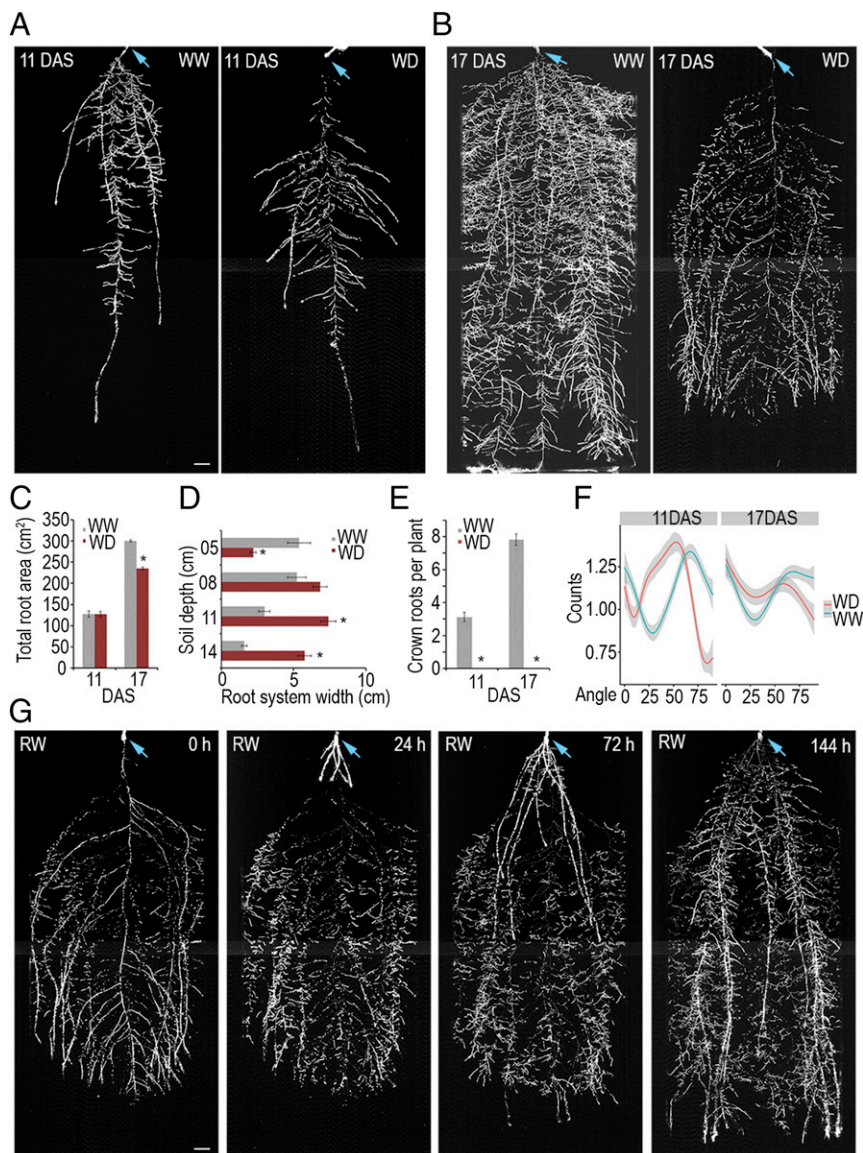 A
11 DAS WW
11 DAS WD
B
17 DAS WW
17 DAS WD
C
Total root area (cm²)
350
300
250
200
150
100
50
0
WW
WD
*
11 17
DAS
D
Soil depth (cm)
05
08
11
14
WW
WD
*
*
*
0 5 10
Root system width (cm)
E
Crown roots per plant
10
8
6
4
2
0
WW
WD
* *
11 17
DAS
F
11DAS 17DAS
Counts
1.25
1.00
0.75
WD
WW
Angle 0 25 50 75 0 25 50 75
G
RW 0 h
RW 24 h
RW 72 h
RW 144 h